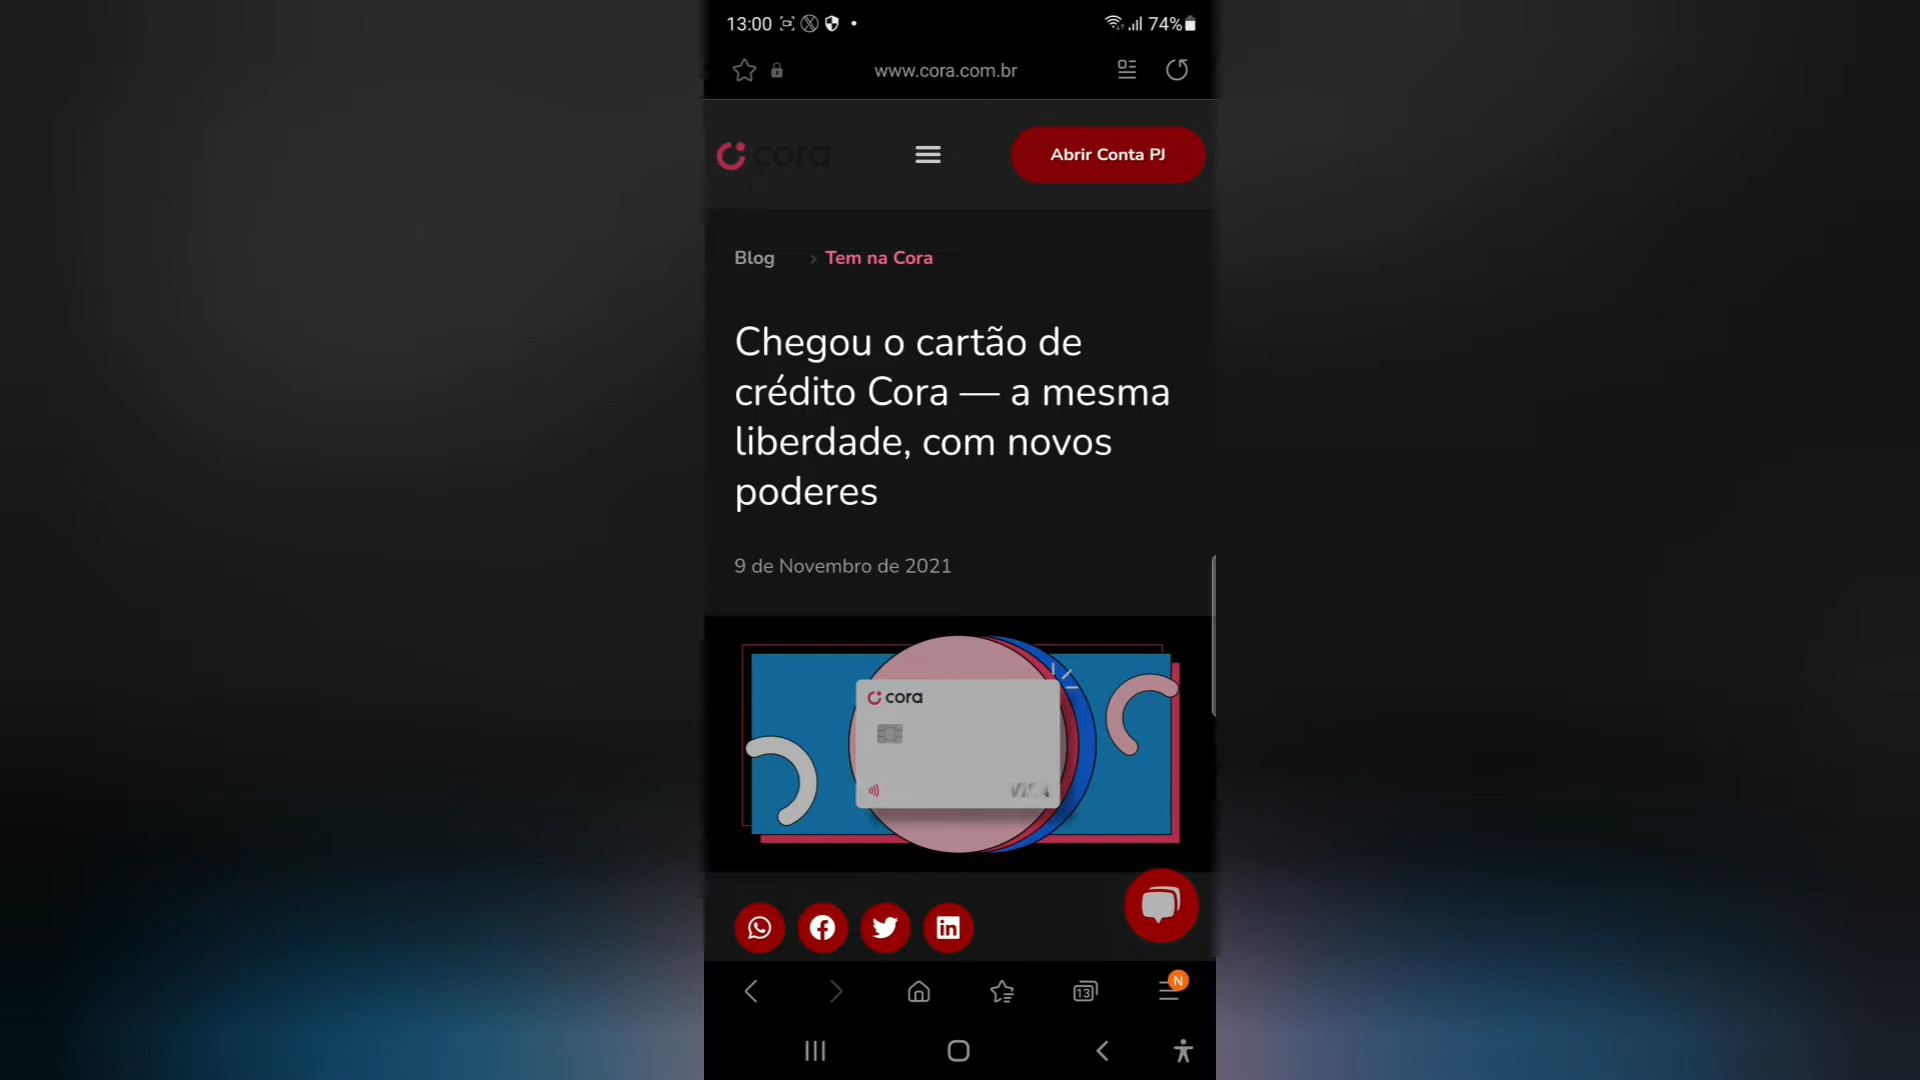 13:00
74%
www.cora.com.br
cora
Abrir Conta PJ
Blog > Tem na Cora
Chegou o cartão de
crédito Cora — a mesma
liberdade, com novos
poderes
9 de Novembro de 2021
cora
VISA
13
N